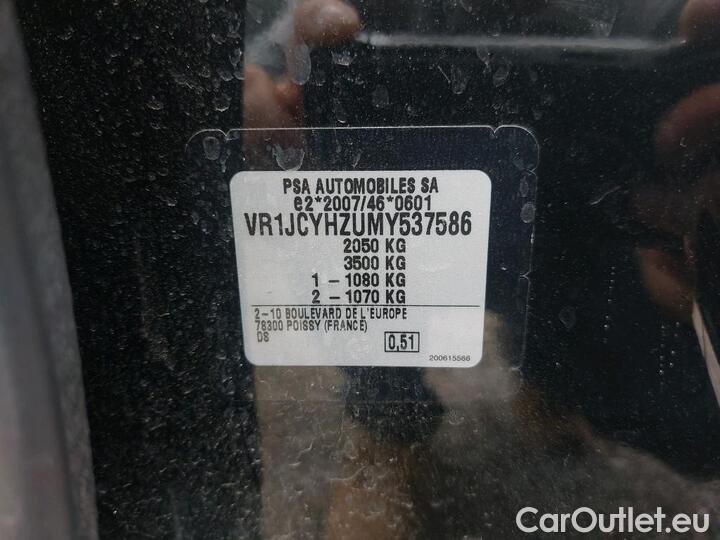 PSA AUTOMOBILES SA
e2*2007/46*0601
VR1JCYHZUMY537586
2050 KG
3500 KG
1 - 1080 KG
2 - 1070 KG
2-10 BOULEVARD DE L'EUROPE
78300 POISSY (FRANCE)
DS
0,51
200615566
CarOutlet.eu